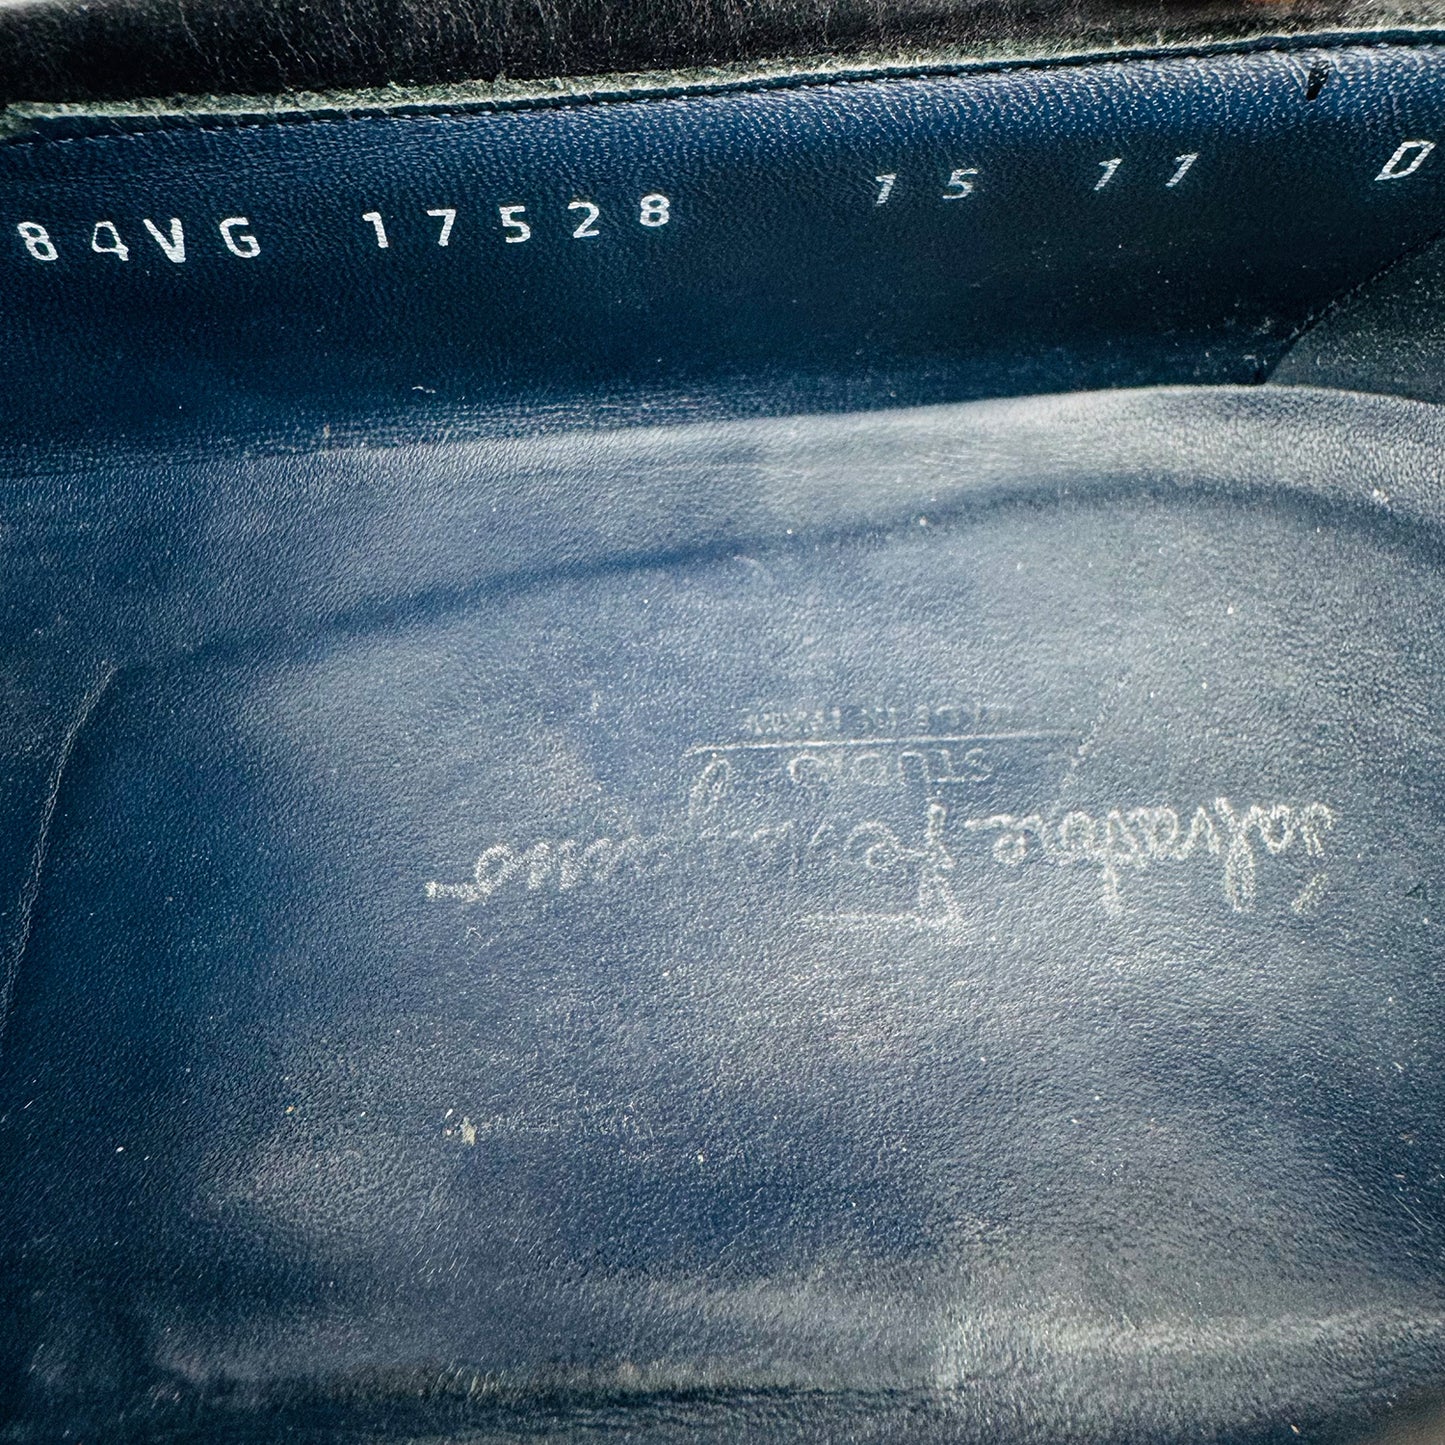 84VG 17528 15 11 D
Salvatore Ferragamo
STUDIO